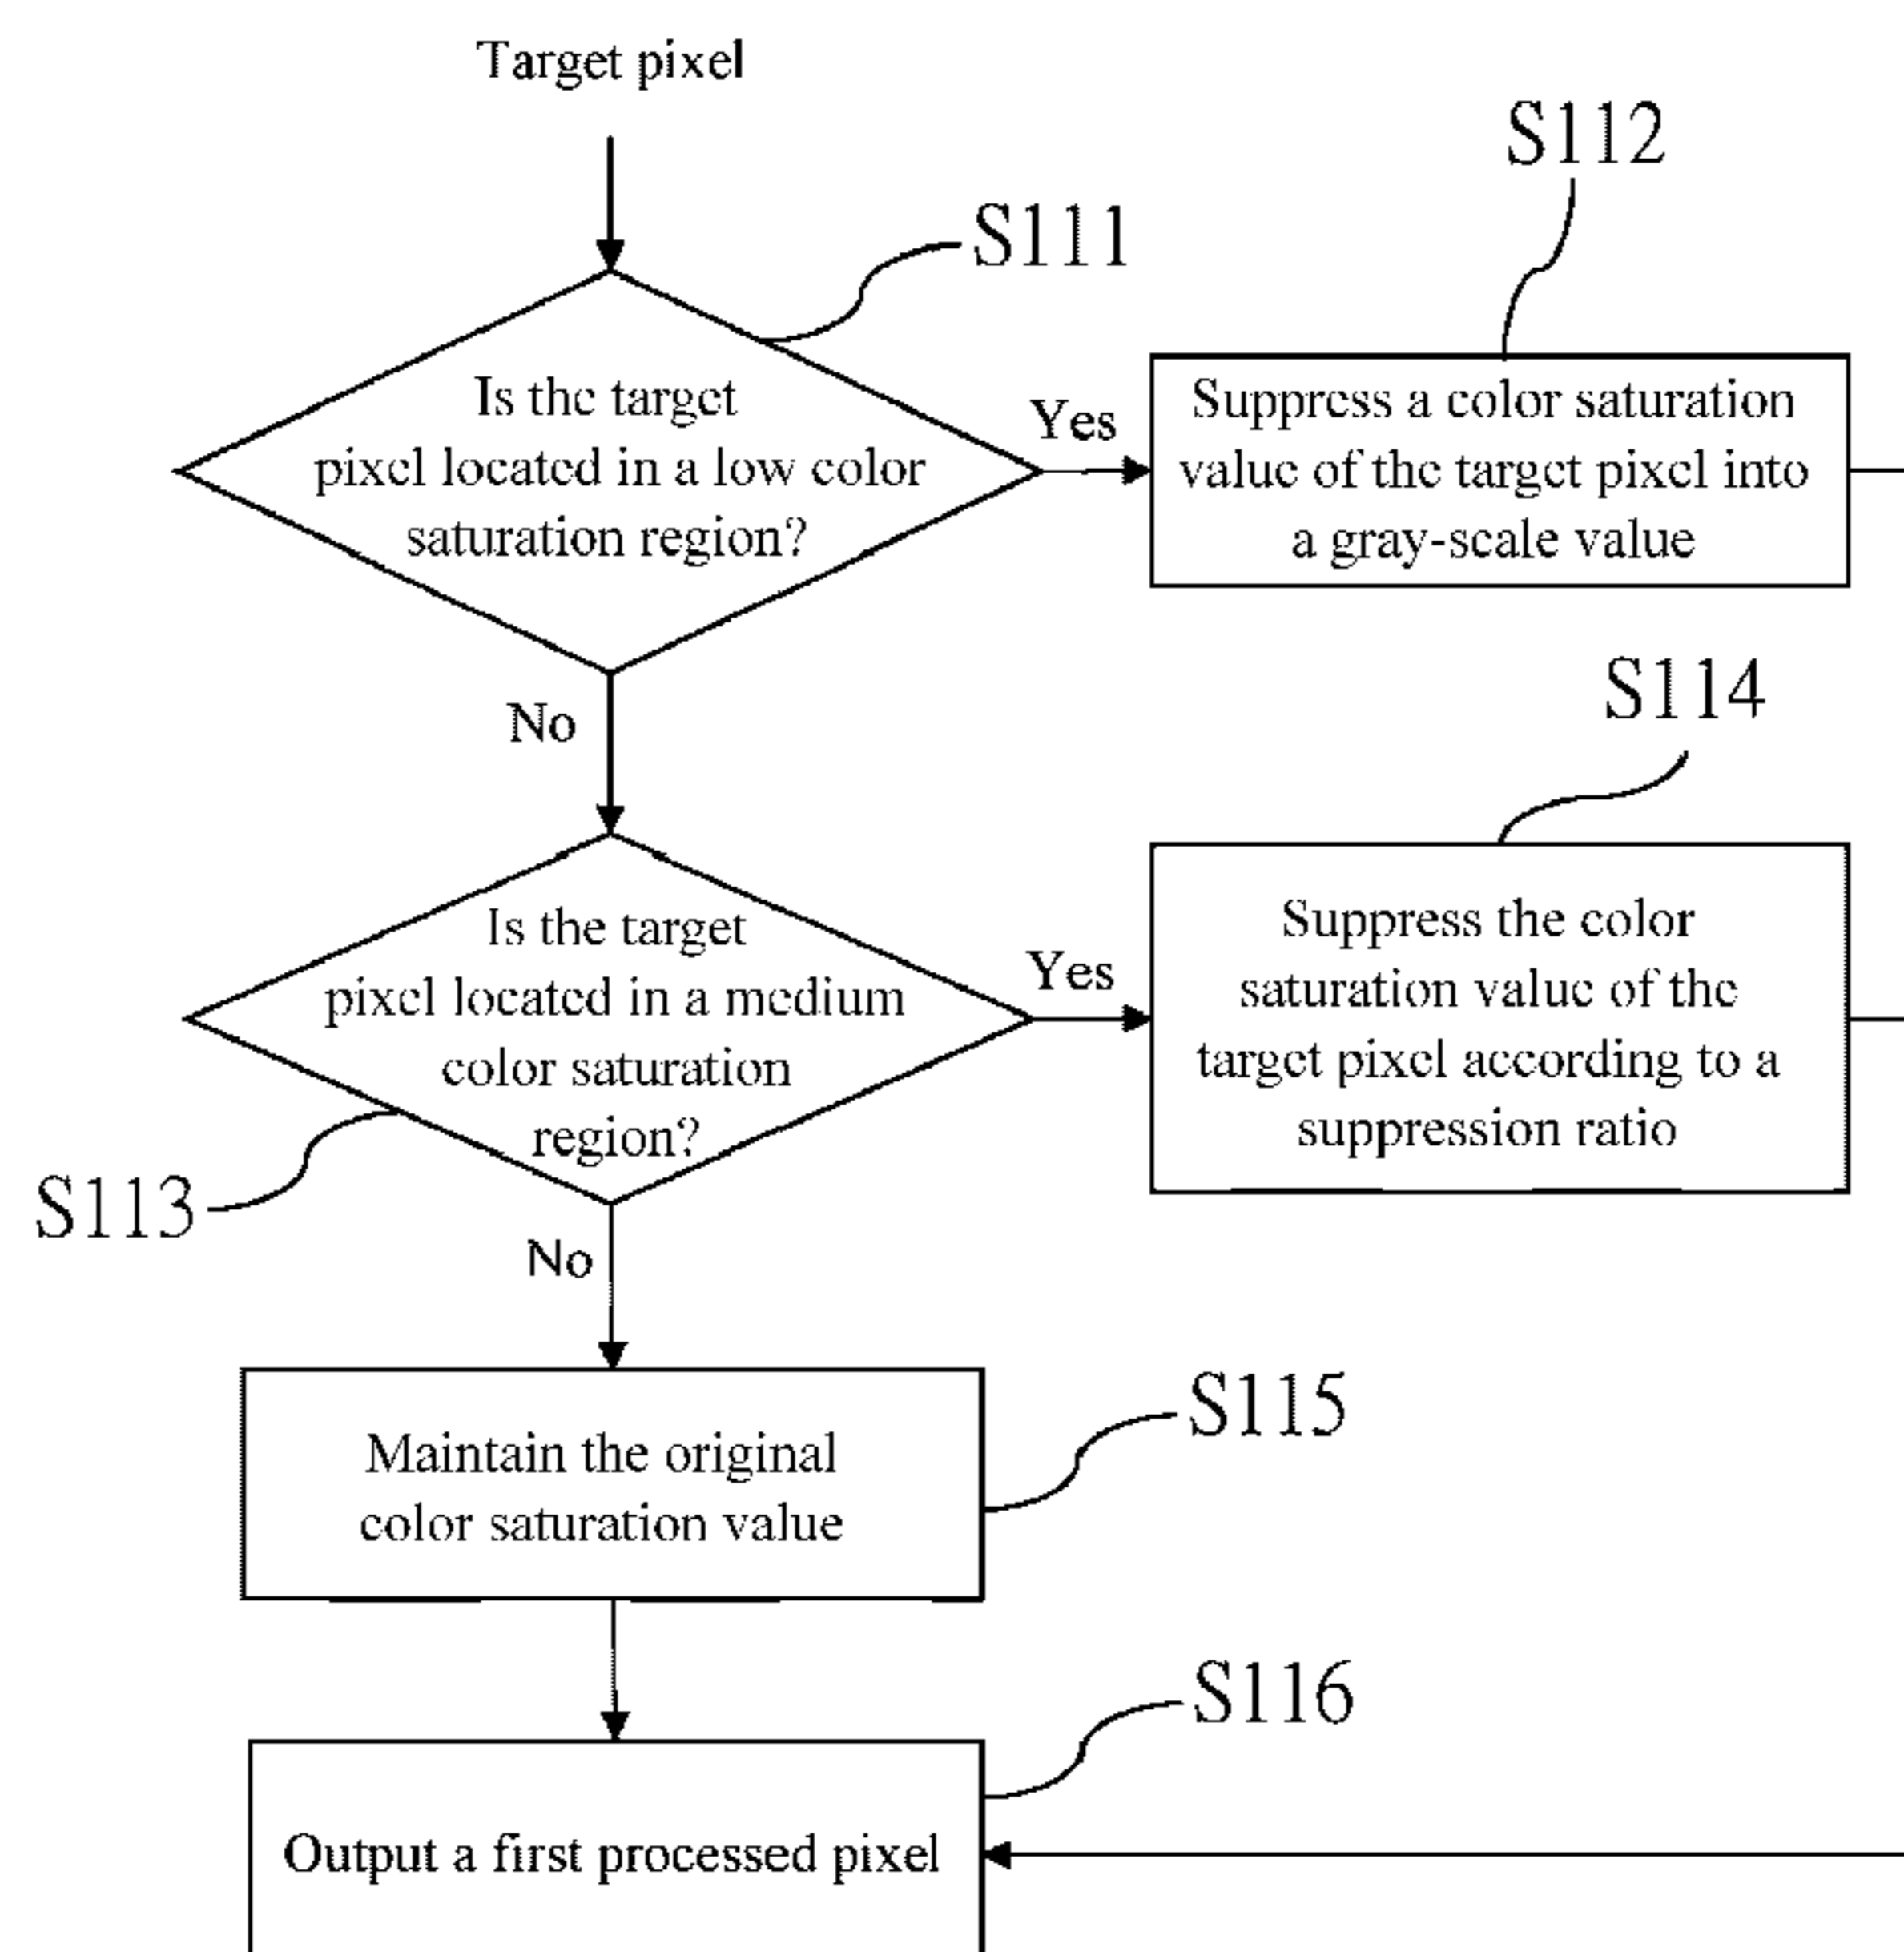 Target pixel
S112
S111
Is the target
pixel located in a low color
saturation region?
Yes
Suppress a color saturation
value of the target pixel into
a gray-scale value
No
S114
Is the target
pixel located in a medium
color saturation
region?
Yes
Suppress the color
saturation value of the
target pixel according to a
suppression ratio
S113
No
Maintain the original
color saturation value
S115
S116
Output a first processed pixel